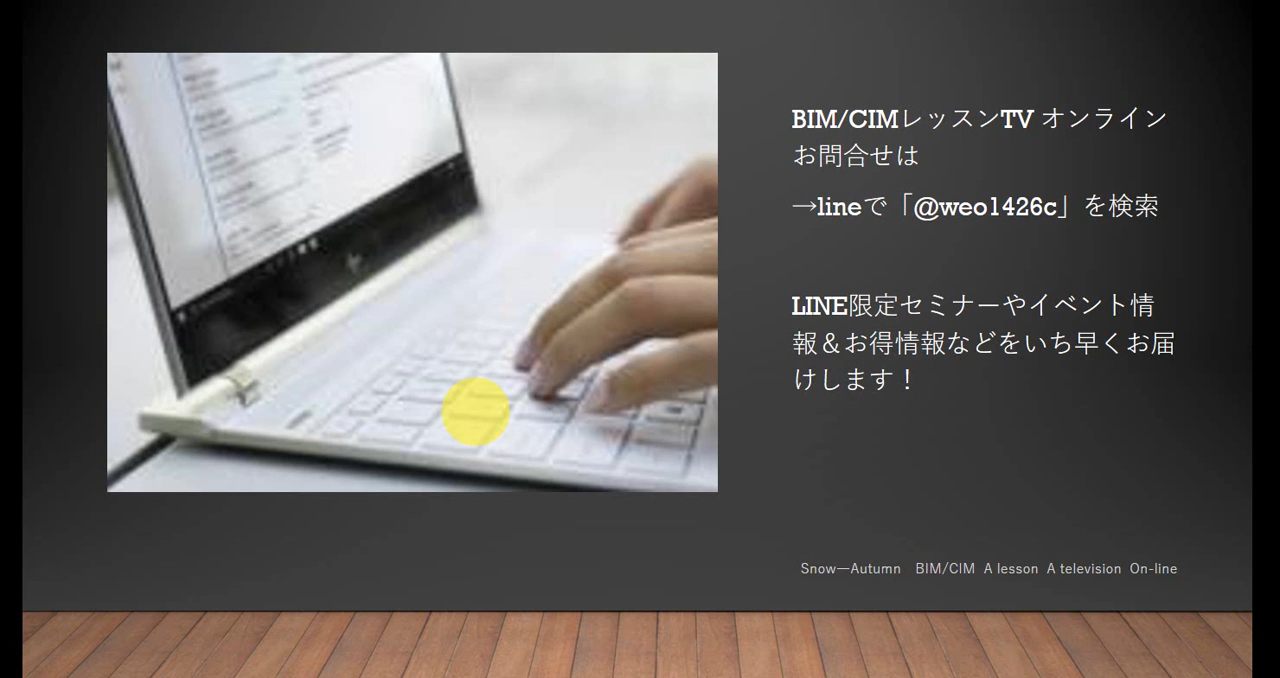 BIM/CIMレッスンTV オンライン
お問合せは
→lineで「@weo1426c」を検索
LINE限定セミナーやイベント情
報＆お得情報などをいち早くお届
けします！
Snow―Autumn　BIM/CIM A lesson A television On-line